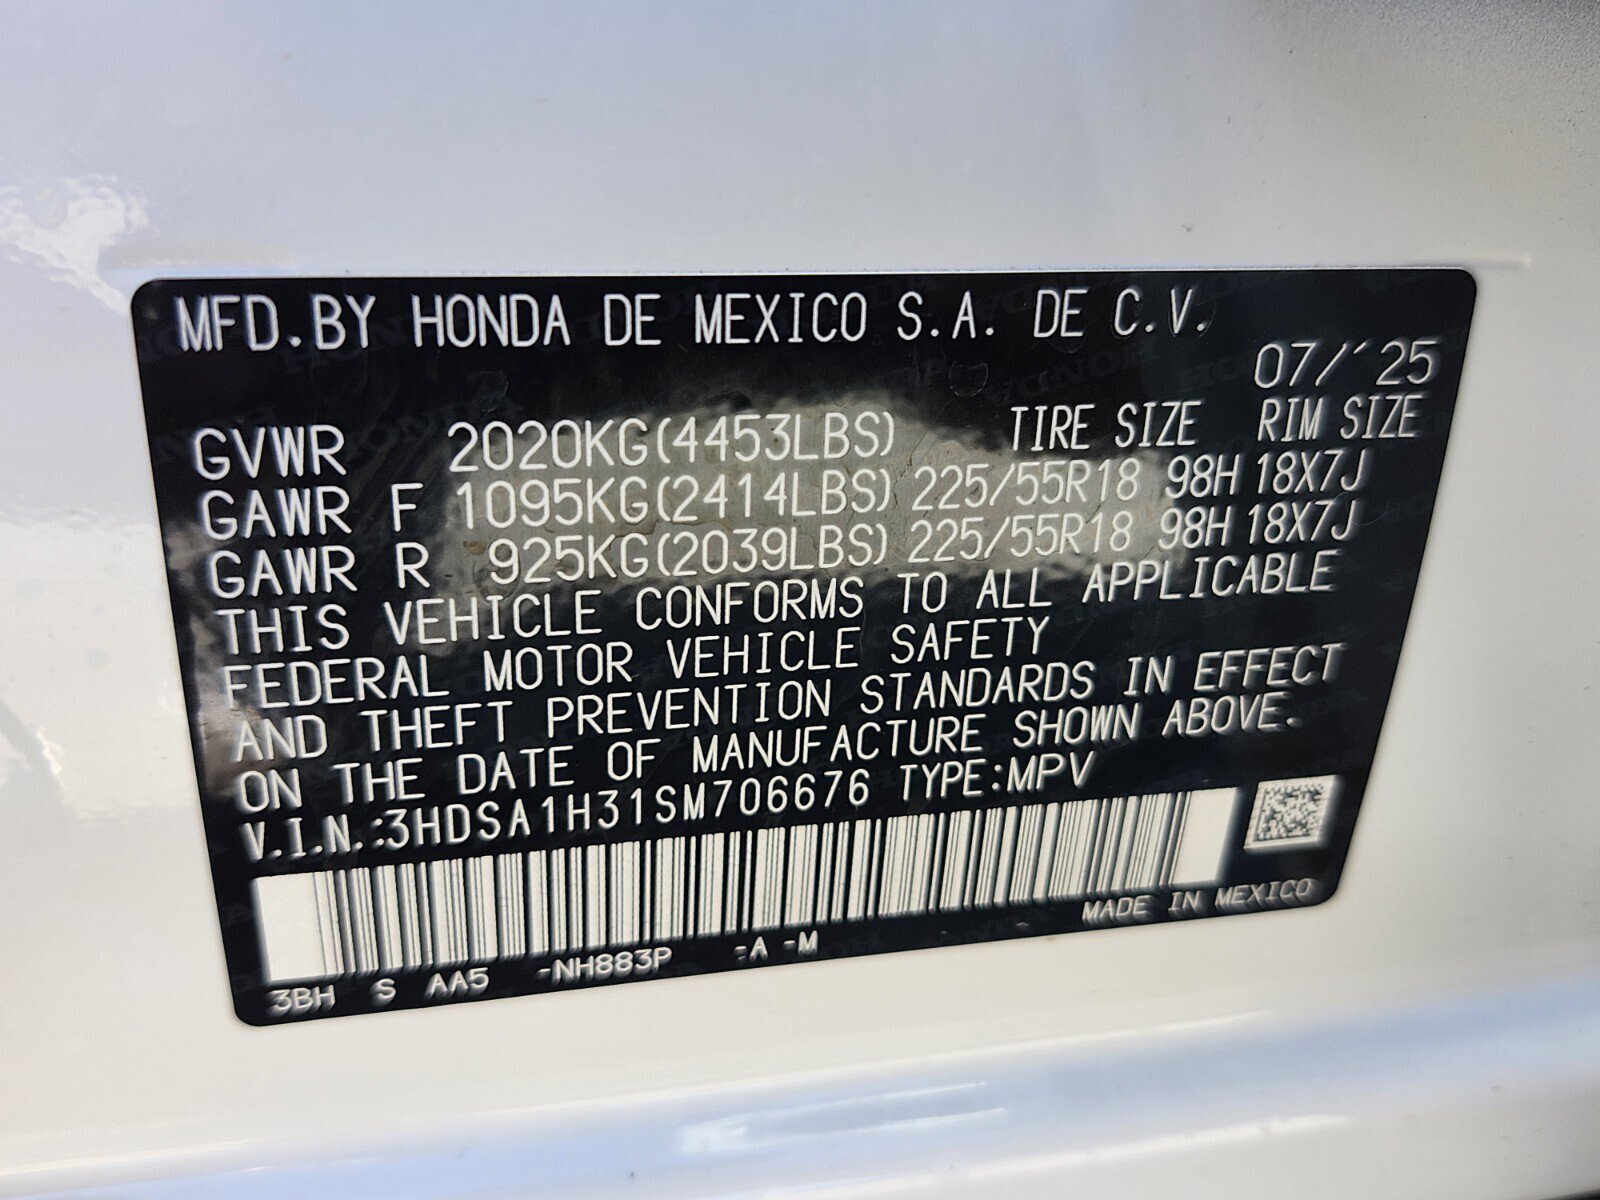 MFD.BY HONDA DE MEXICO S.A. DE C.V.
07/´25
GVWR 2020KG(4453LBS) TIRE SIZE RIM SIZE
GAWR F 1095KG(2414LBS) 225/55R18 98H 18X7J
GAWR R 925KG(2039LBS) 225/55R18 98H 18X7J
THIS VEHICLE CONFORMS TO ALL APPLICABLE
FEDERAL MOTOR VEHICLE SAFETY
AND THEFT PREVENTION STANDARDS IN EFFECT
ON THE DATE OF MANUFACTURE SHOWN ABOVE.
V.I.N.:3HDSA1H31SM706676 TYPE:MPV
MADE IN MEXICO
3BH S AA5 -NH883P -A -M